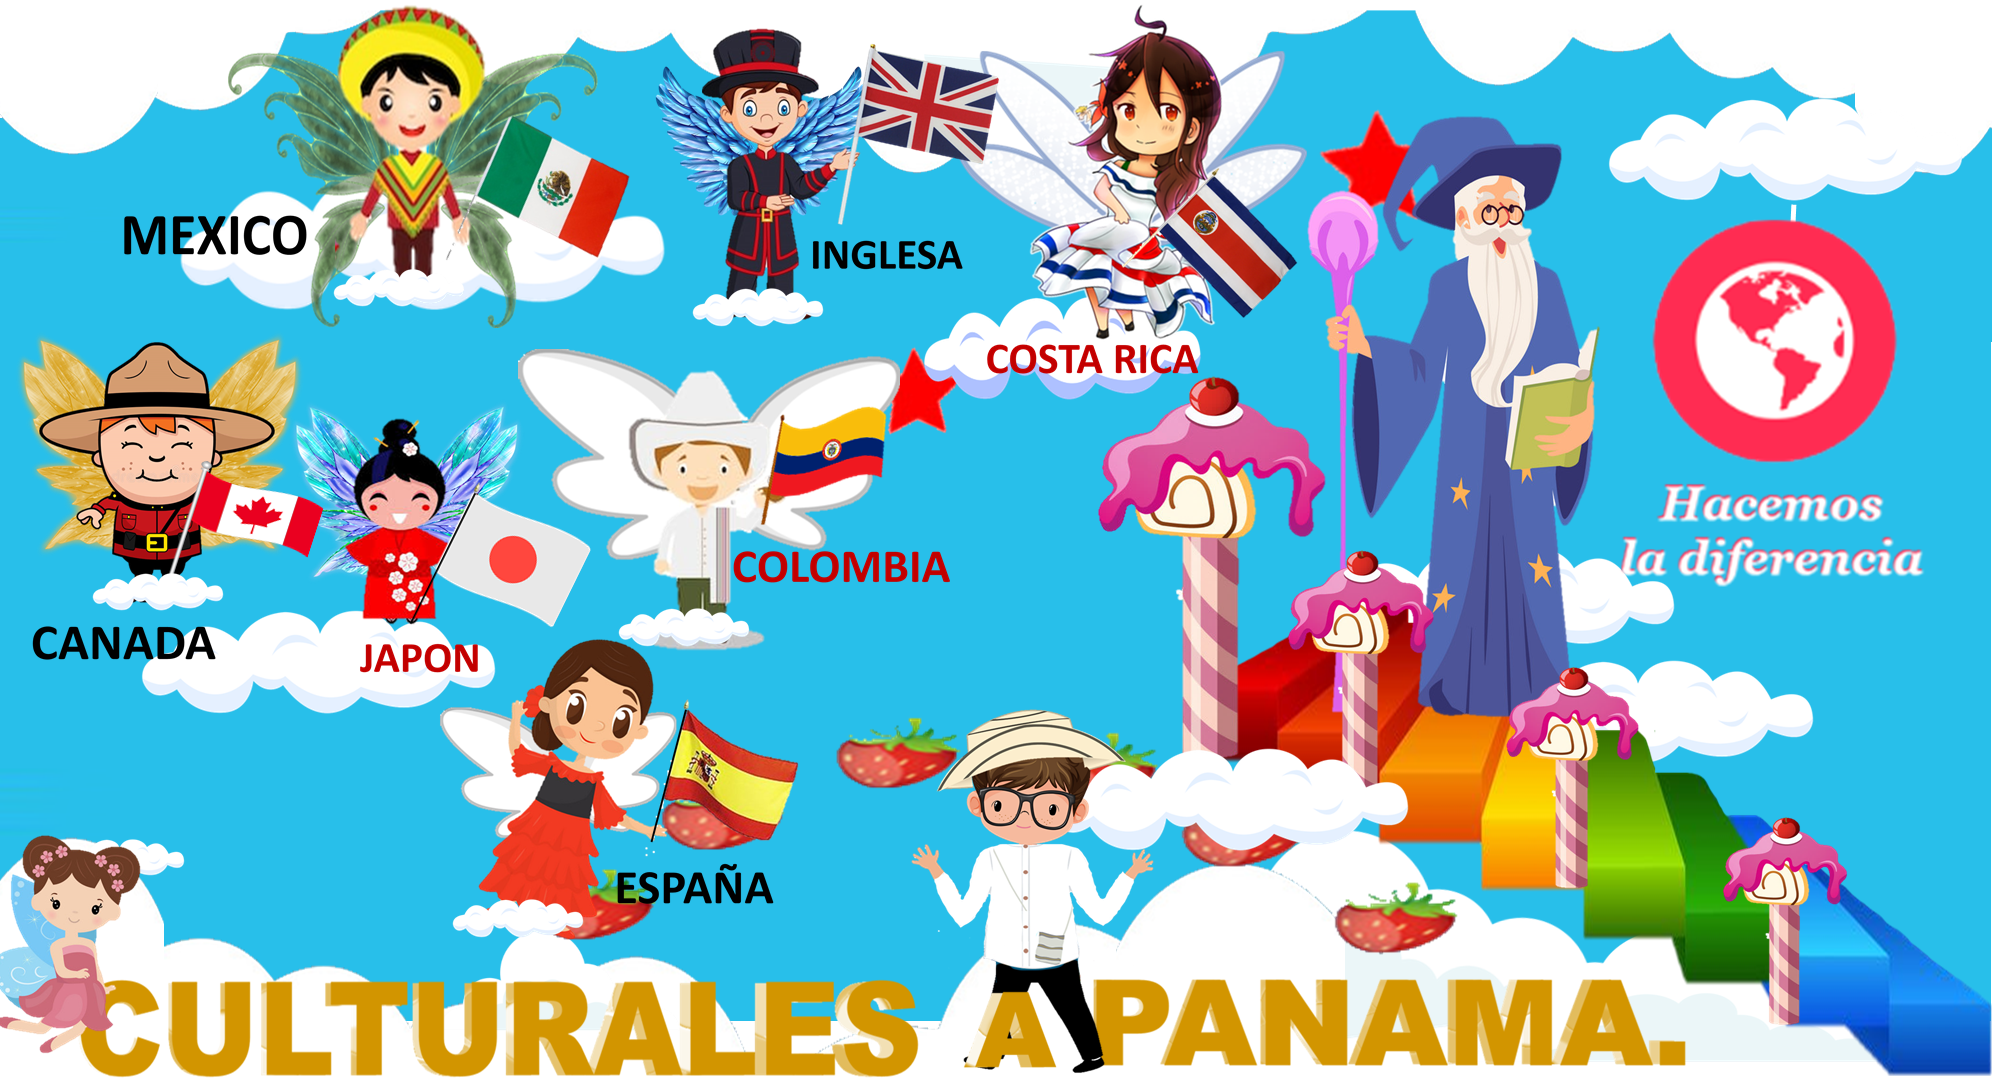 MEXICO
INGLESA
COSTA RICA
CANADA
JAPON
COLOMBIA
Hacemos
la diferencia
ESPAÑA
CULTURALES A PANAMA.